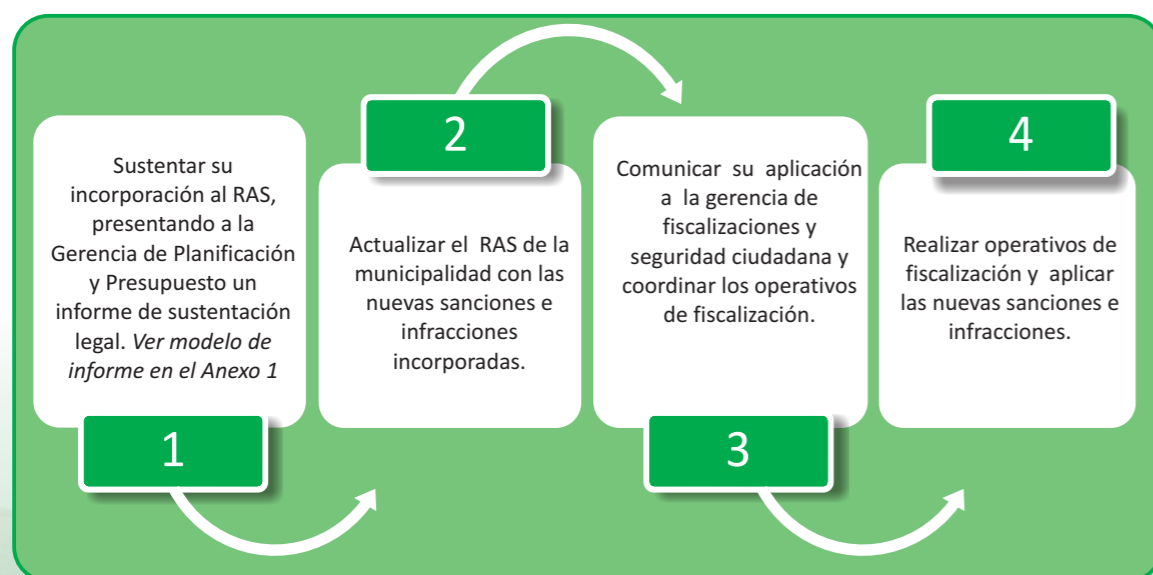 Sustentar su
incorporación al RAS,
presentando a la
Gerencia de Planificación
y Presupuesto un
informe de sustentación
legal. Ver modelo de
informe en el Anexo 1
1
2
Actualizar el RAS de la
municipalidad con las
nuevas sanciones e
infracciones
incorporadas.
Comunicar su aplicación
a la gerencia de
fiscalizaciones y
seguridad ciudadana y
coordinar los operativos
de fiscalización.
3
4
Realizar operativos de
fiscalización y aplicar
las nuevas sanciones e
infracciones.